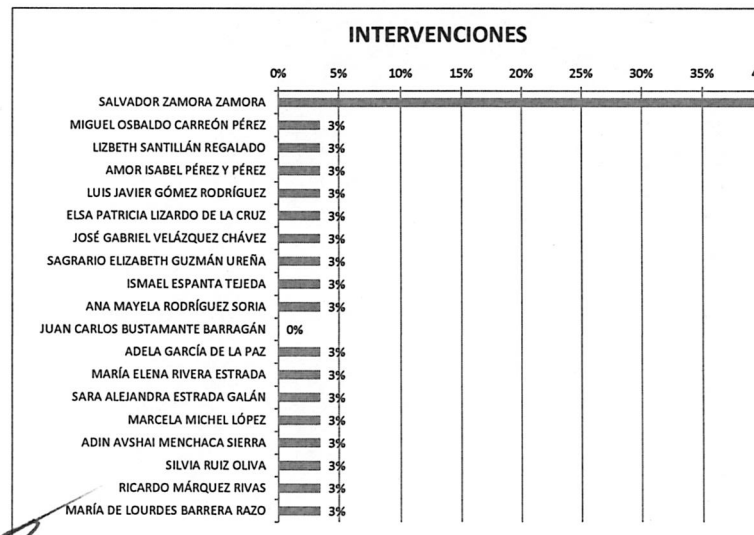 INTERVENCIONES
0% 5% 10% 15% 20% 25% 30% 35%
SALVADOR ZAMORA ZAMORA
MIGUEL OSBALDO CARREÓN PÉREZ 3%
LIZBETH SANTILLÁN REGALADO 3%
AMOR ISABEL PÉREZ Y PÉREZ 3%
LUIS JAVIER GÓMEZ RODRÍGUEZ 3%
ELSA PATRICIA LIZARDO DE LA CRUZ 3%
JOSÉ GABRIEL VELÁZQUEZ CHÁVEZ 3%
SAGRARIO ELIZABETH GUZMÁN UREÑA 3%
ISMAEL ESPANTA TEJEDA 3%
ANA MAYELA RODRÍGUEZ SORIA 3%
JUAN CARLOS BUSTAMANTE BARRAGÁN 0%
ADELA GARCÍA DE LA PAZ 3%
MARÍA ELENA RIVERA ESTRADA 3%
SARA ALEJANDRA ESTRADA GALÁN 3%
MARCELA MICHEL LÓPEZ 3%
ADIN AVSHAI MENCHACA SIERRA 3%
SILVIA RUIZ OLIVA 3%
RICARDO MÁRQUEZ RIVAS 3%
MARÍA DE LOURDES BARRERA RAZO 3%